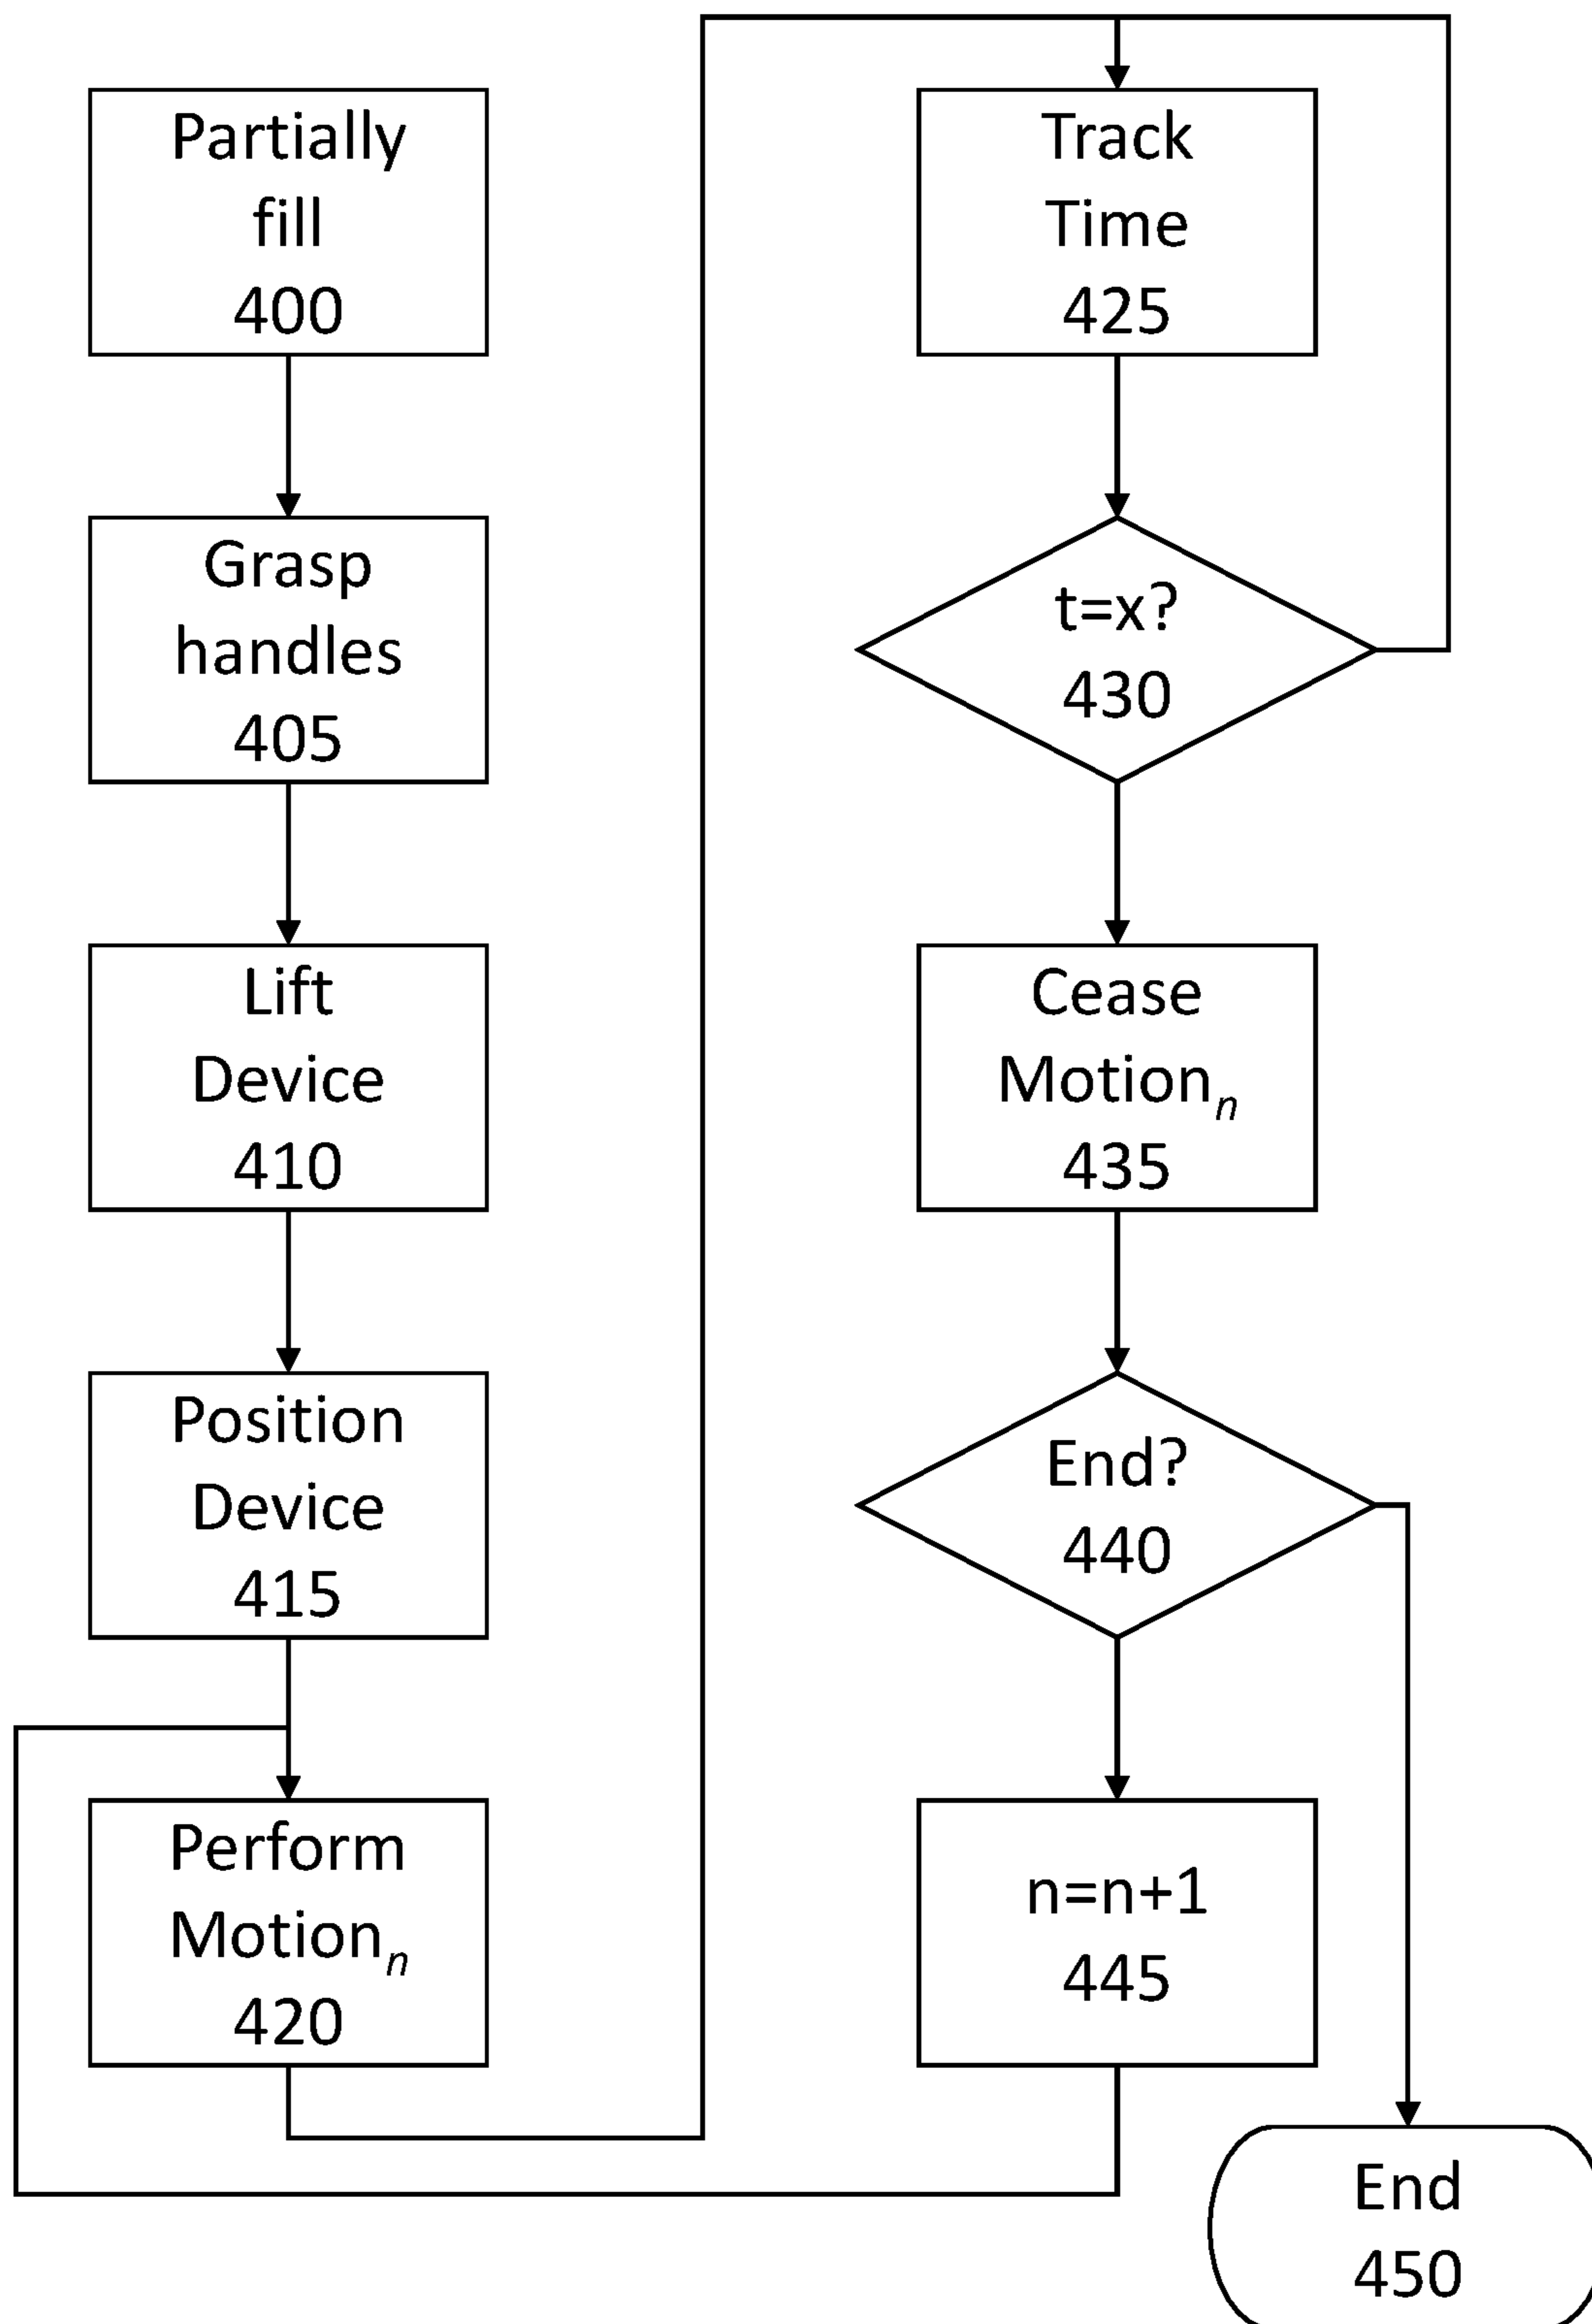 Partially
fill
400
Grasp
handles
405
Lift
Device
410
Position
Device
415
Perform
Motionₙ
420
Track
Time
425
t=x?
430
Cease
Motionₙ
435
End?
440
n=n+1
445
End
450